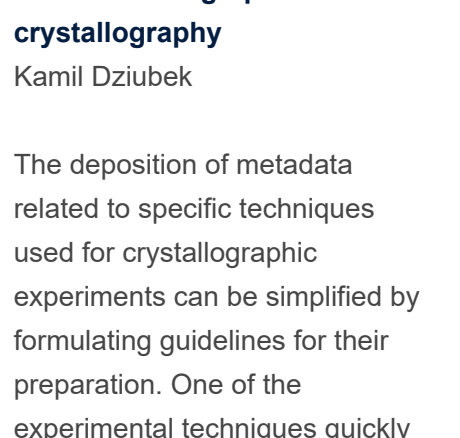 crystallography
Kamil Dziubek
The deposition of metadata
related to specific techniques
used for crystallographic
experiments can be simplified by
formulating guidelines for their
preparation. One of the
experimental techniques quickly